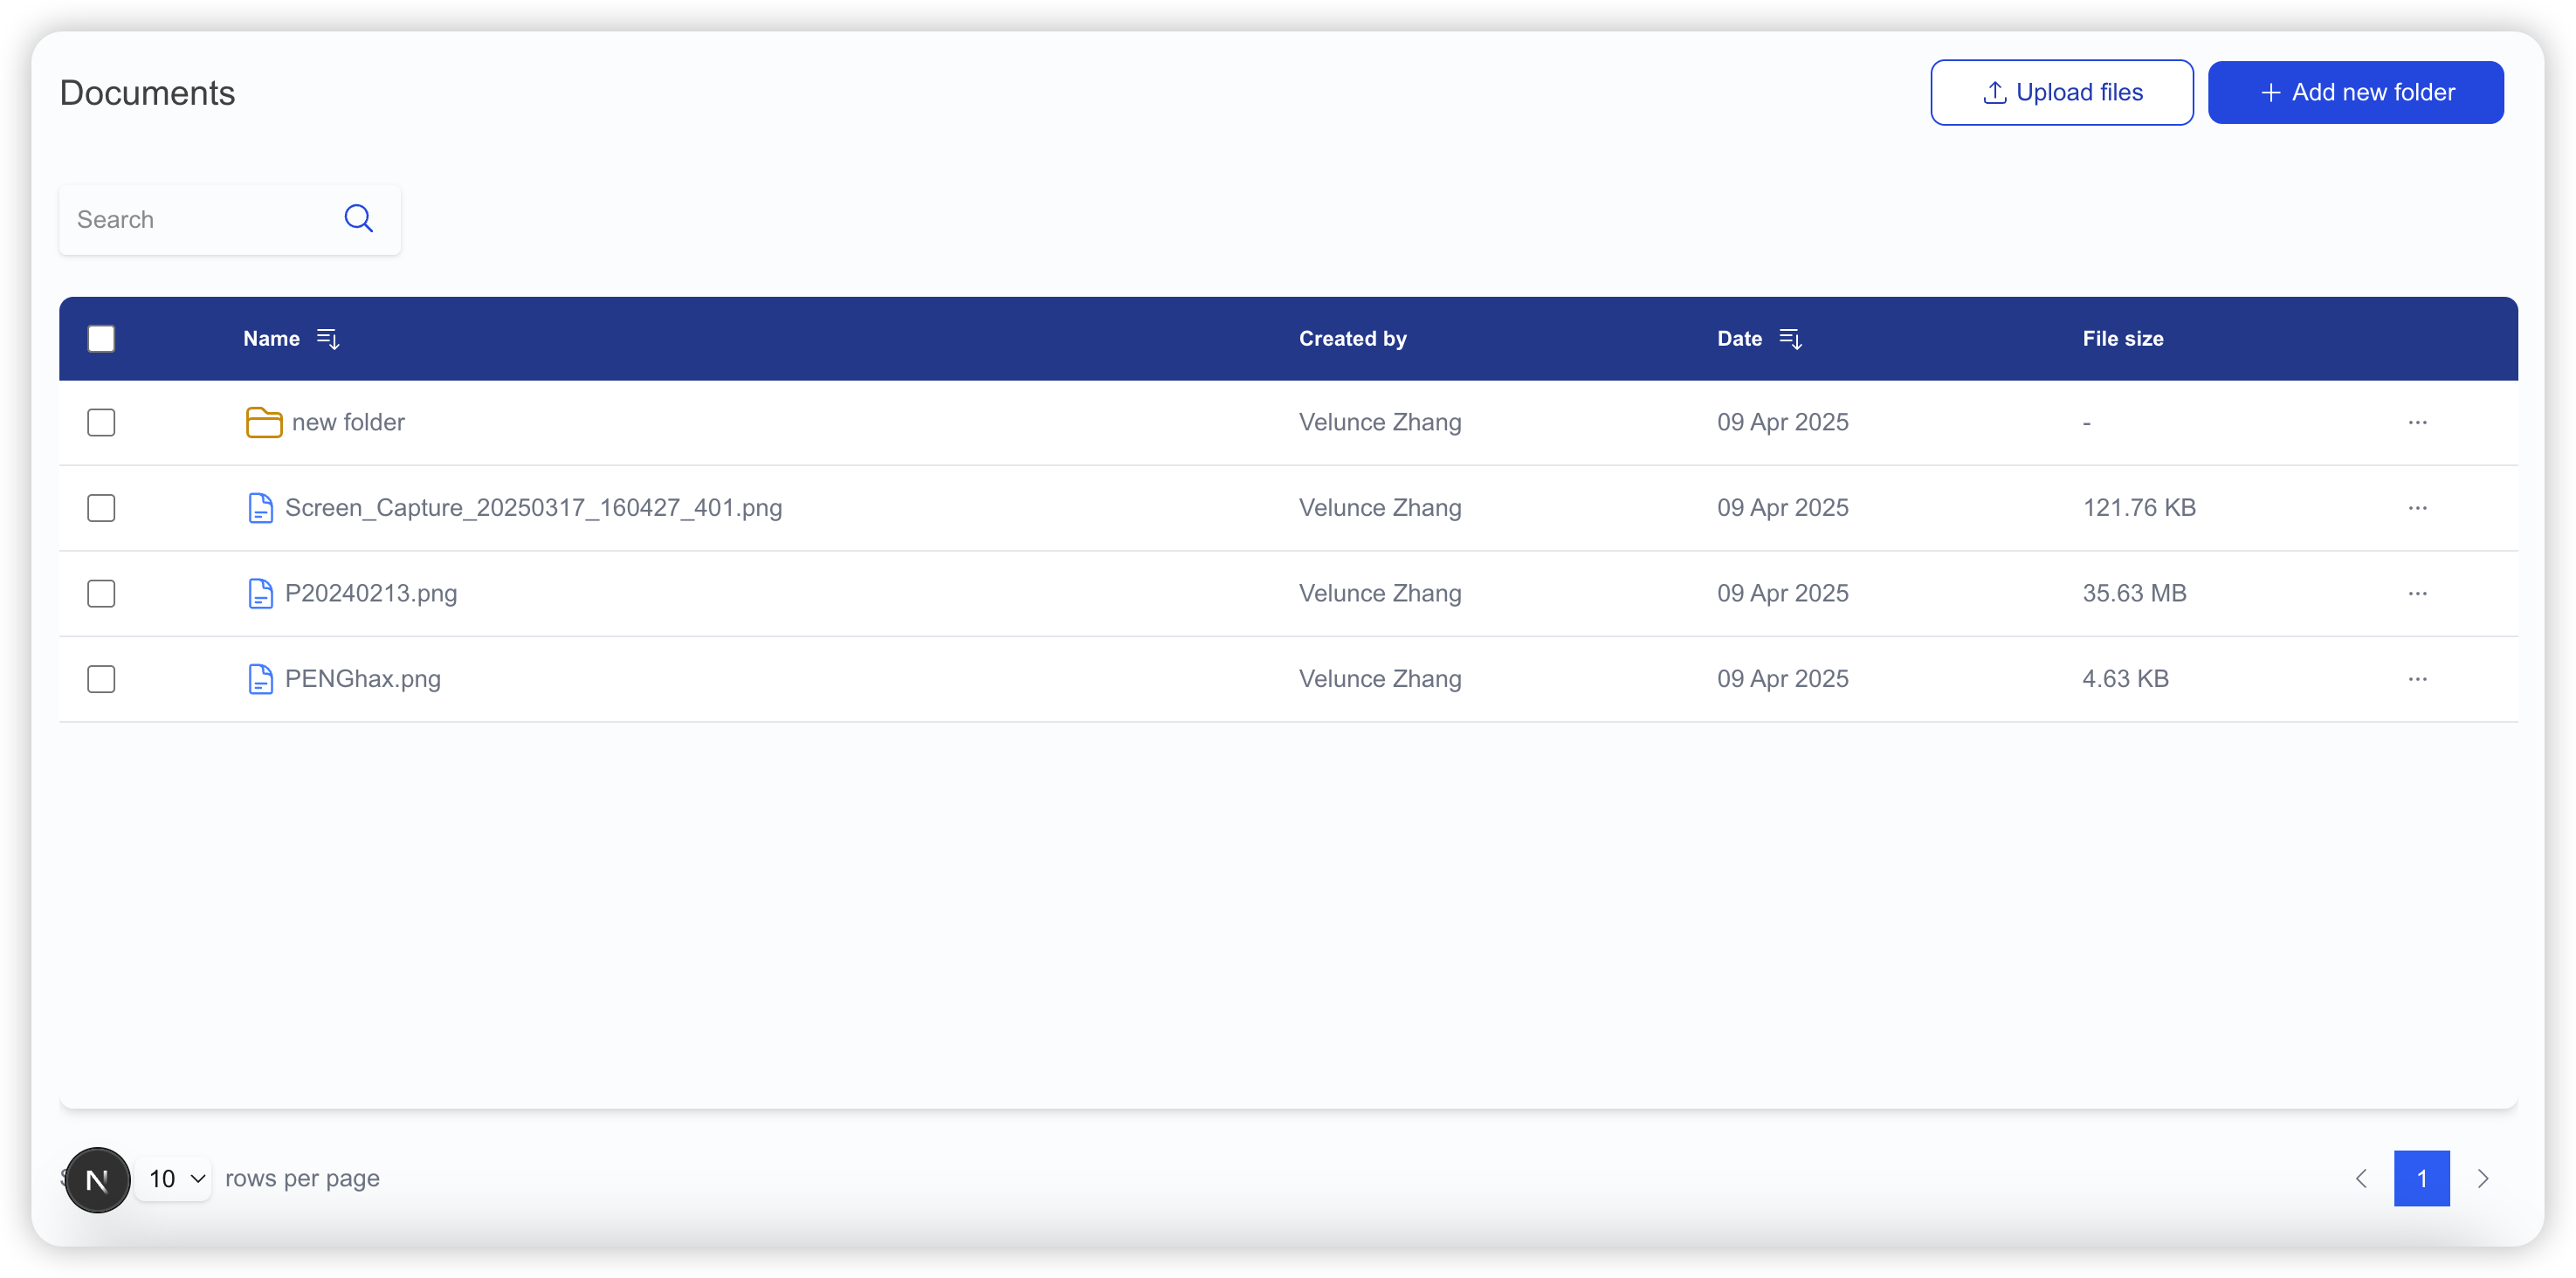 Documents
Upload files
Add new folder
Search
Name
Created by
Date
File size
new folder
Velunce Zhang
09 Apr 2025
-
Screen_Capture_20250317_160427_401.png
Velunce Zhang
09 Apr 2025
121.76 KB
P20240213.png
Velunce Zhang
09 Apr 2025
35.63 MB
PENGhax.png
Velunce Zhang
09 Apr 2025
4.63 KB
N
10
rows per page
1